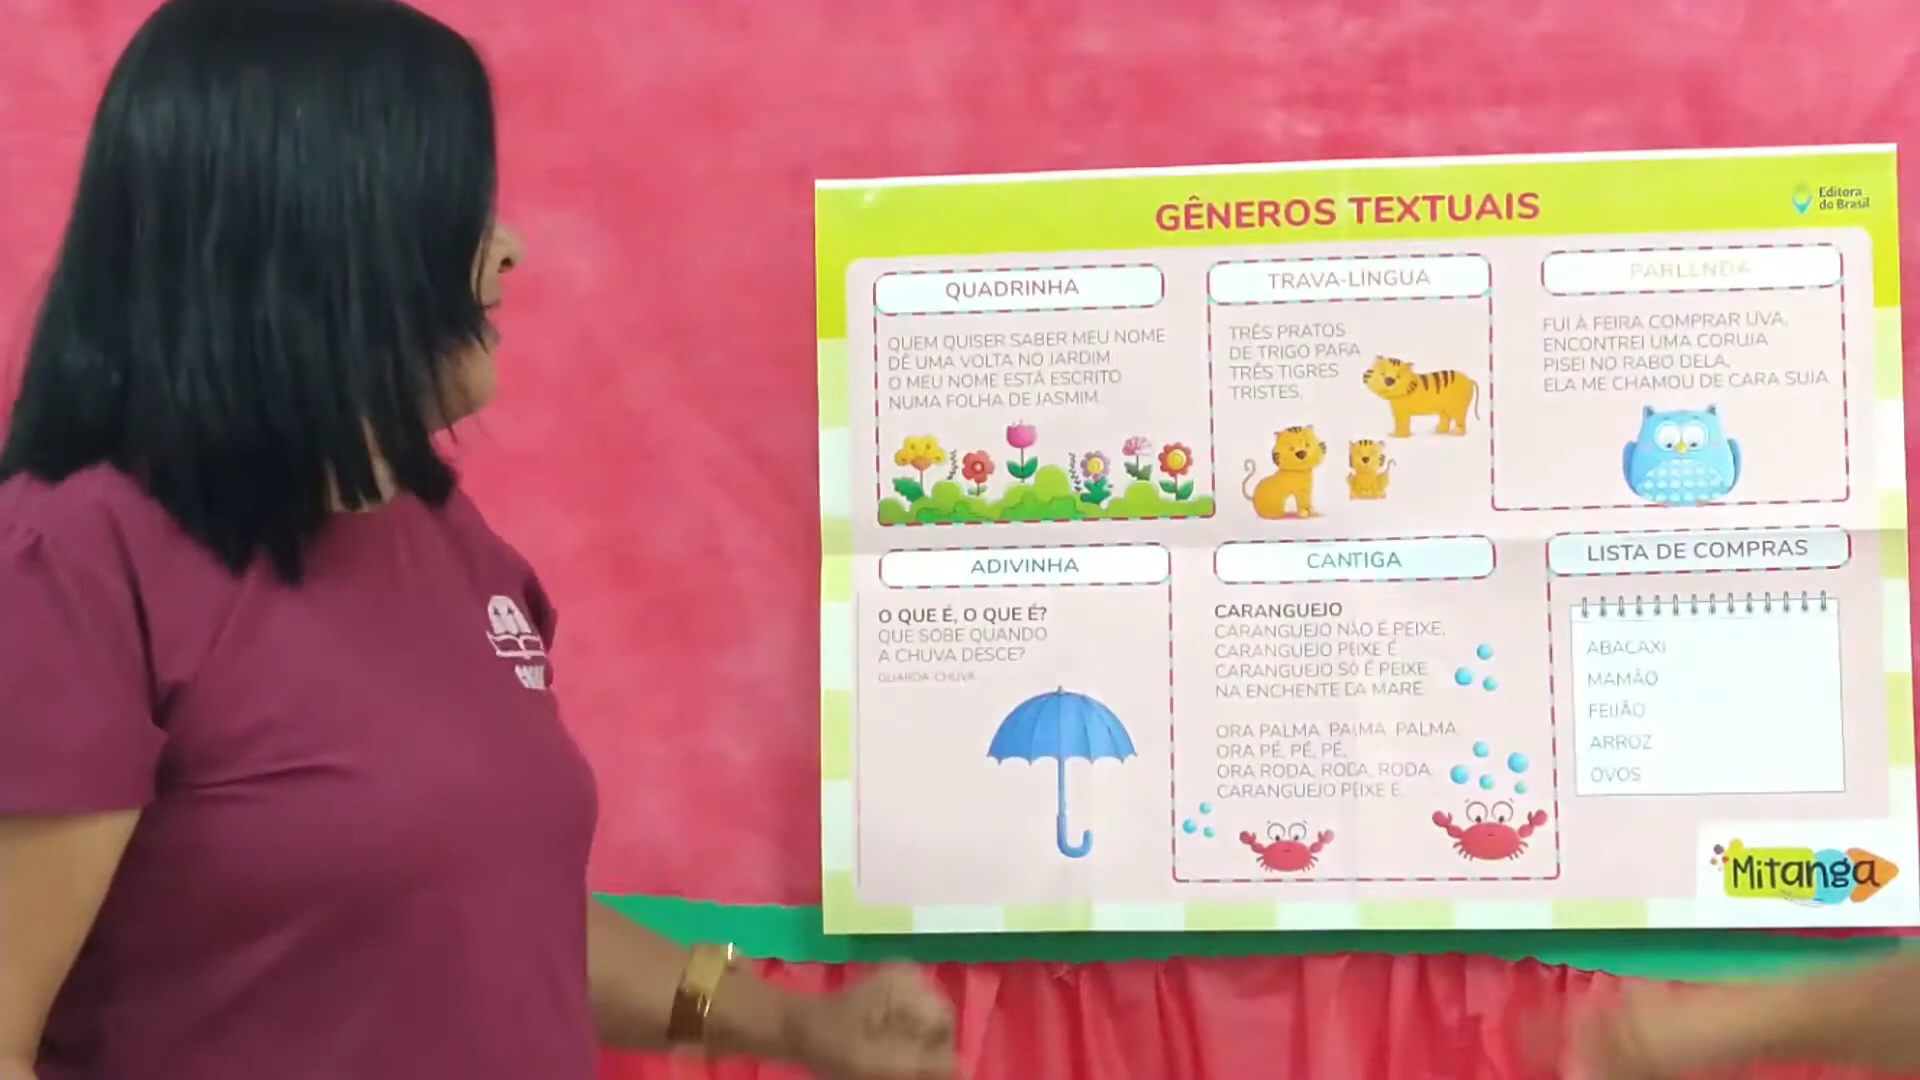 GÊNEROS TEXTUAIS
Editora
do Brasil
QUADRINHA
QUEM QUISER SABER MEU NOME
DÊ UMA VOLTA NO JARDIM
O MEU NOME ESTÁ ESCRITO
NUMA FOLHA DE JASMIM.
TRAVA-LÍNGUA
TRÊS PRATOS
DE TRIGO PARA
TRÊS TIGRES
TRISTES.
PARLENDA
FUI À FEIRA COMPRAR UVA,
ENCONTREI UMA CORUJA
PISEI NO RABO DELA,
ELA ME CHAMOU DE CARA SUJA
ADIVINHA
O QUE É, O QUE É?
QUE SOBE QUANDO
A CHUVA DESCE?
GUARDA-CHUVA
CANTIGA
CARANGUEJO
CARANGUEJO NÃO É PEIXE,
CARANGUEJO PEIXE É
CARANGUEJO SÓ É PEIXE
NA ENCHENTE DA MARÉ
ORA PALMA, PALMA, PALMA
ORA PÉ, PÉ, PÉ,
ORA RODA, RODA, RODA
CARANGUEJO PEIXE É.
LISTA DE COMPRAS
ABACAXI
MAMÃO
FEIJÃO
ARROZ
OVOS
Mitanga